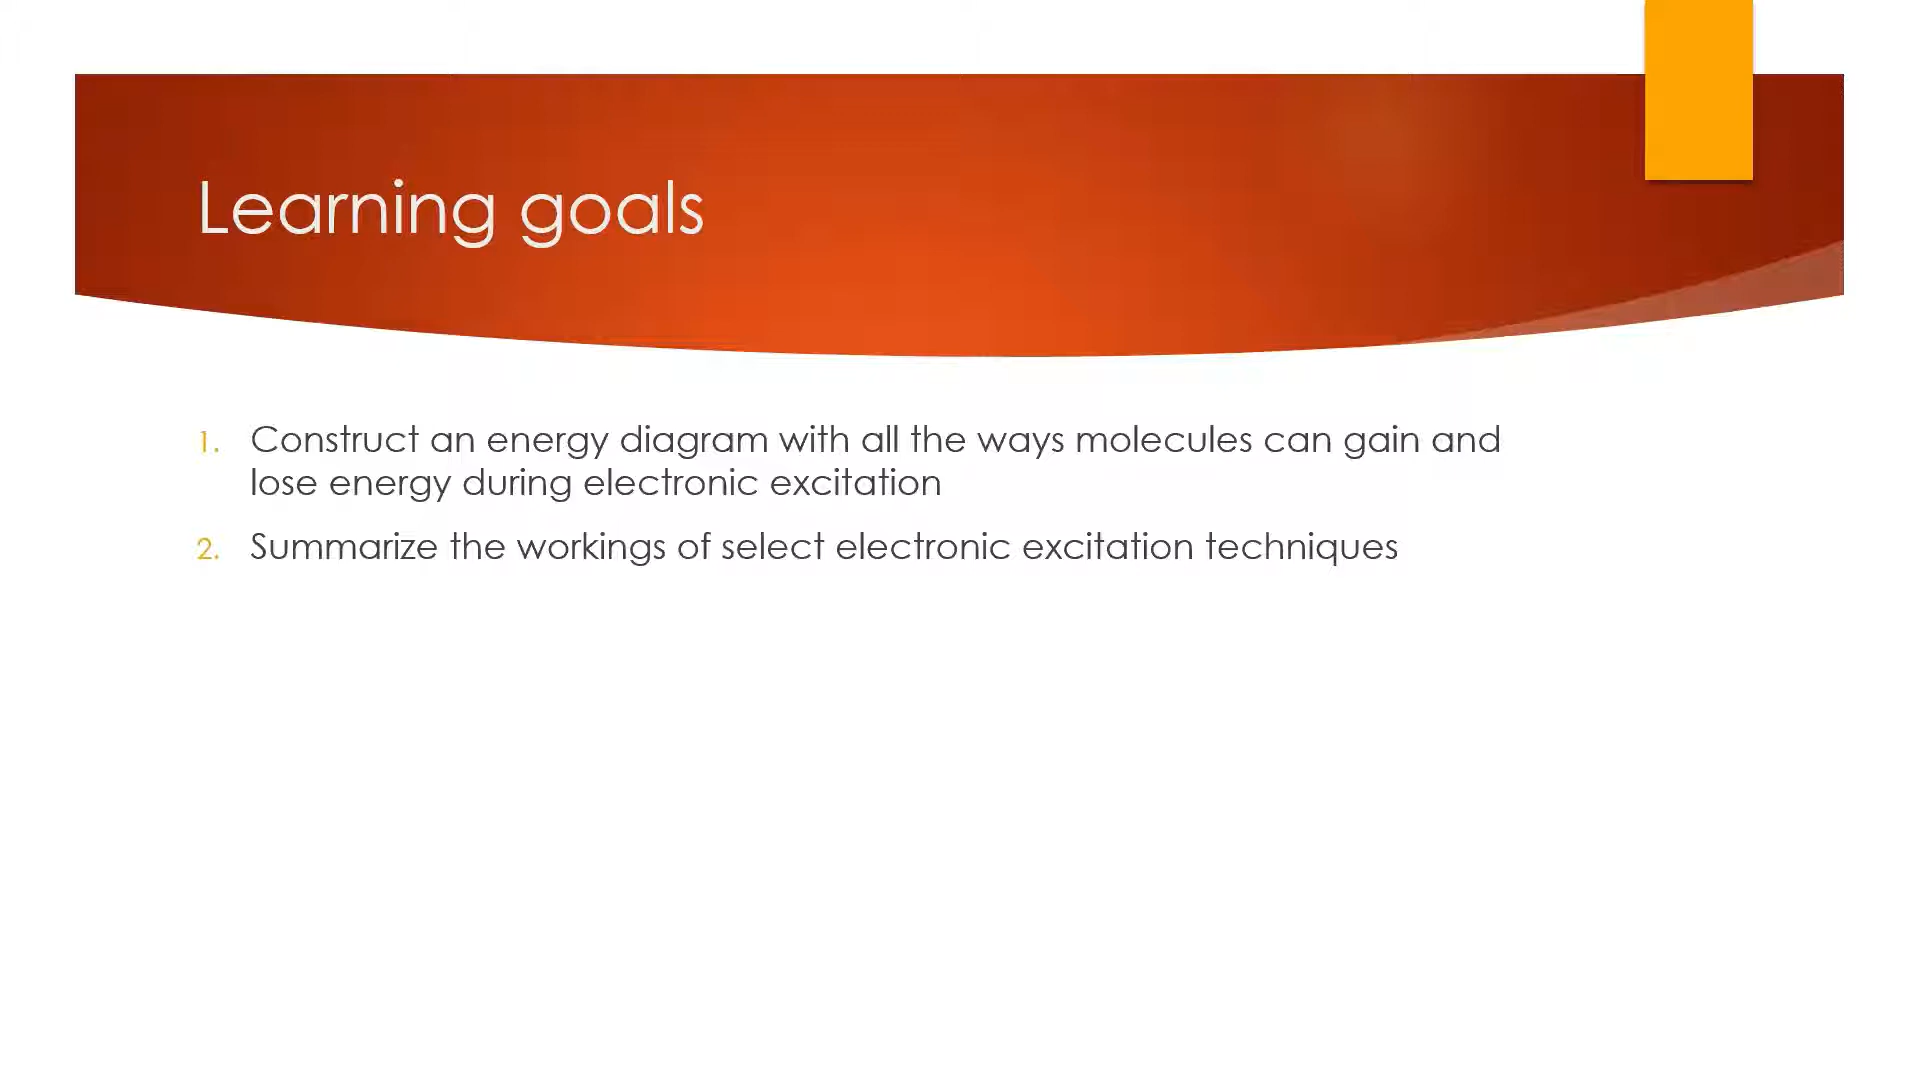 Learning goals
1. Construct an energy diagram with all the ways molecules can gain and
lose energy during electronic excitation
2. Summarize the workings of select electronic excitation techniques